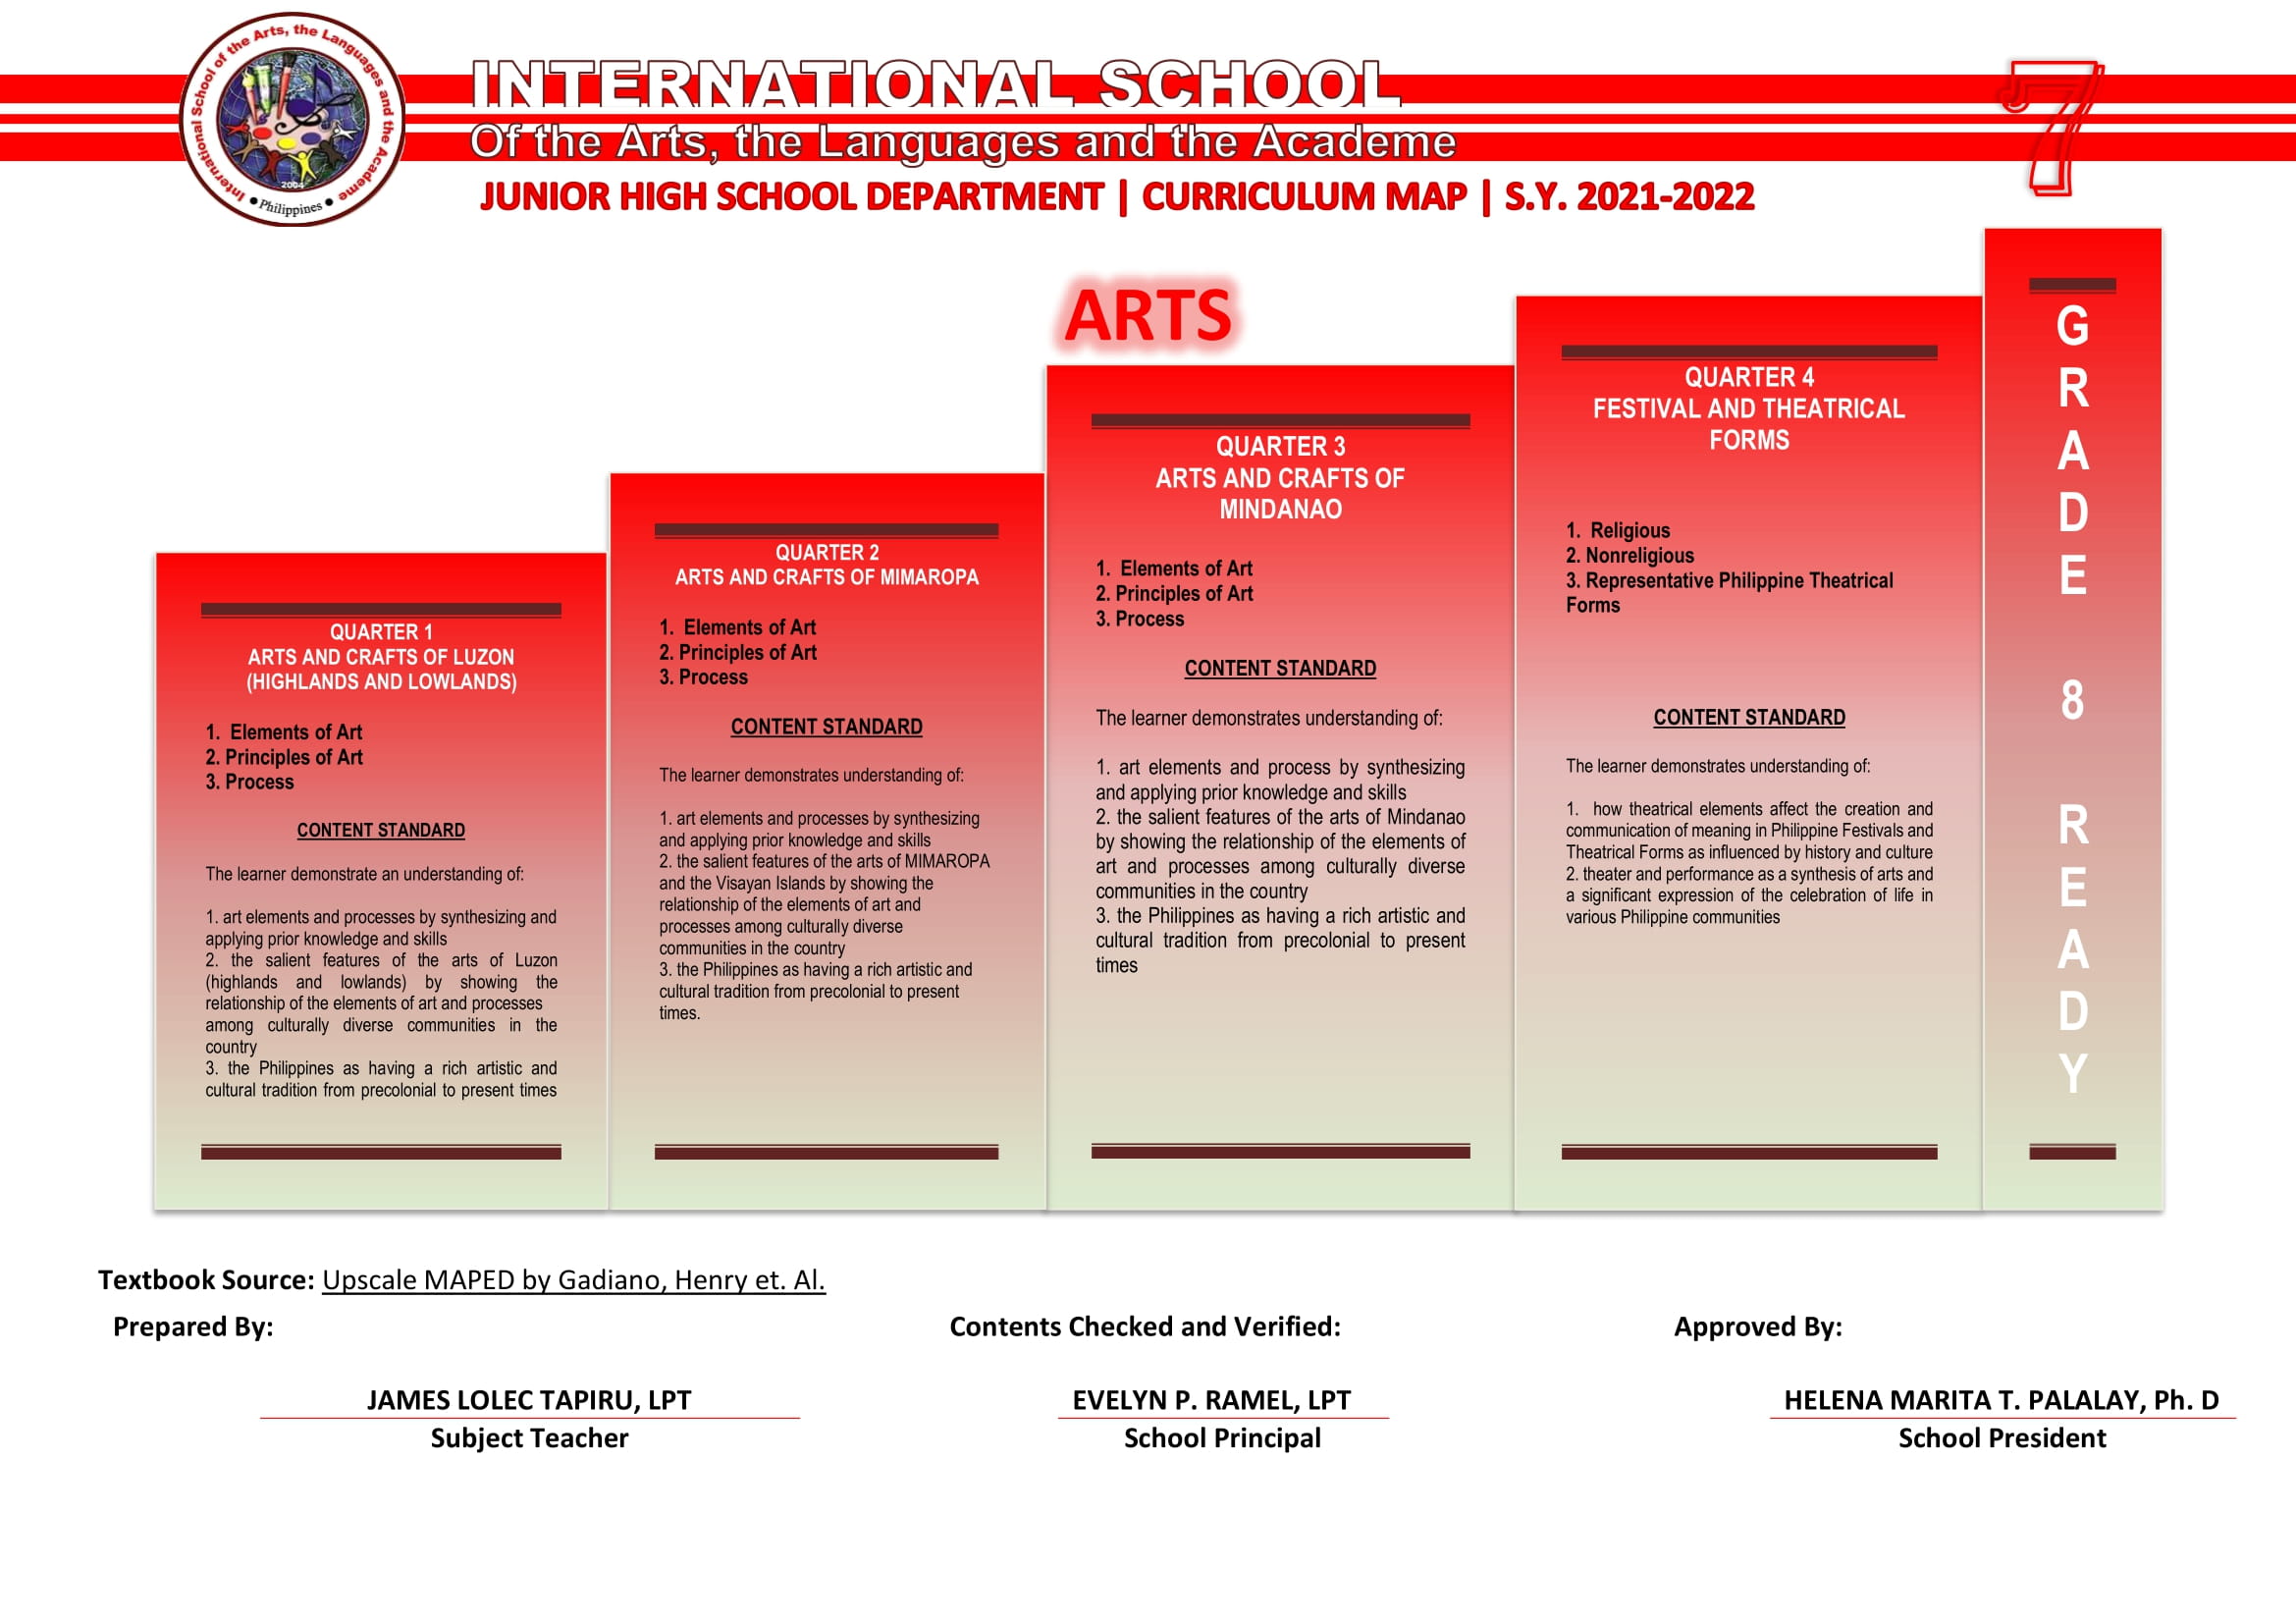 International School of the Arts, the Languages and the Academe
2004
• Philippines •
INTERNATIONAL SCHOOL
Of the Arts, the Languages and the Academe
JUNIOR HIGH SCHOOL DEPARTMENT | CURRICULUM MAP | S.Y. 2021-2022
7
ARTS
QUARTER 1
ARTS AND CRAFTS OF LUZON
(HIGHLANDS AND LOWLANDS)
1. Elements of Art
2. Principles of Art
3. Process
CONTENT STANDARD
The learner demonstrate an understanding of:
1. art elements and processes by synthesizing and
applying prior knowledge and skills
2. the salient features of the arts of Luzon
(highlands and lowlands) by showing the
relationship of the elements of art and processes
among culturally diverse communities in the
country
3. the Philippines as having a rich artistic and
cultural tradition from precolonial to present times
QUARTER 2
ARTS AND CRAFTS OF MIMAROPA
1. Elements of Art
2. Principles of Art
3. Process
CONTENT STANDARD
The learner demonstrates understanding of:
1. art elements and processes by synthesizing
and applying prior knowledge and skills
2. the salient features of the arts of MIMAROPA
and the Visayan Islands by showing the
relationship of the elements of art and
processes among culturally diverse
communities in the country
3. the Philippines as having a rich artistic and
cultural tradition from precolonial to present
times.
QUARTER 3
ARTS AND CRAFTS OF
MINDANAO
1. Elements of Art
2. Principles of Art
3. Process
CONTENT STANDARD
The learner demonstrates understanding of:
1. art elements and process by synthesizing
and applying prior knowledge and skills
2. the salient features of the arts of Mindanao
by showing the relationship of the elements of
art and processes among culturally diverse
communities in the country
3. the Philippines as having a rich artistic and
cultural tradition from precolonial to present
times
QUARTER 4
FESTIVAL AND THEATRICAL
FORMS
1. Religious
2. Nonreligious
3. Representative Philippine Theatrical
Forms
CONTENT STANDARD
The learner demonstrates understanding of:
1. how theatrical elements affect the creation and
communication of meaning in Philippine Festivals and
Theatrical Forms as influenced by history and culture
2. theater and performance as a synthesis of arts and
a significant expression of the celebration of life in
various Philippine communities
G
R
A
D
E
8
R
E
A
D
Y
Textbook Source: Upscale MAPED by Gadiano, Henry et. Al.
Prepared By: Contents Checked and Verified: Approved By:
JAMES LOLEC TAPIRU, LPT EVELYN P. RAMEL, LPT HELENA MARITA T. PALALAY, Ph. D
Subject Teacher School Principal School President